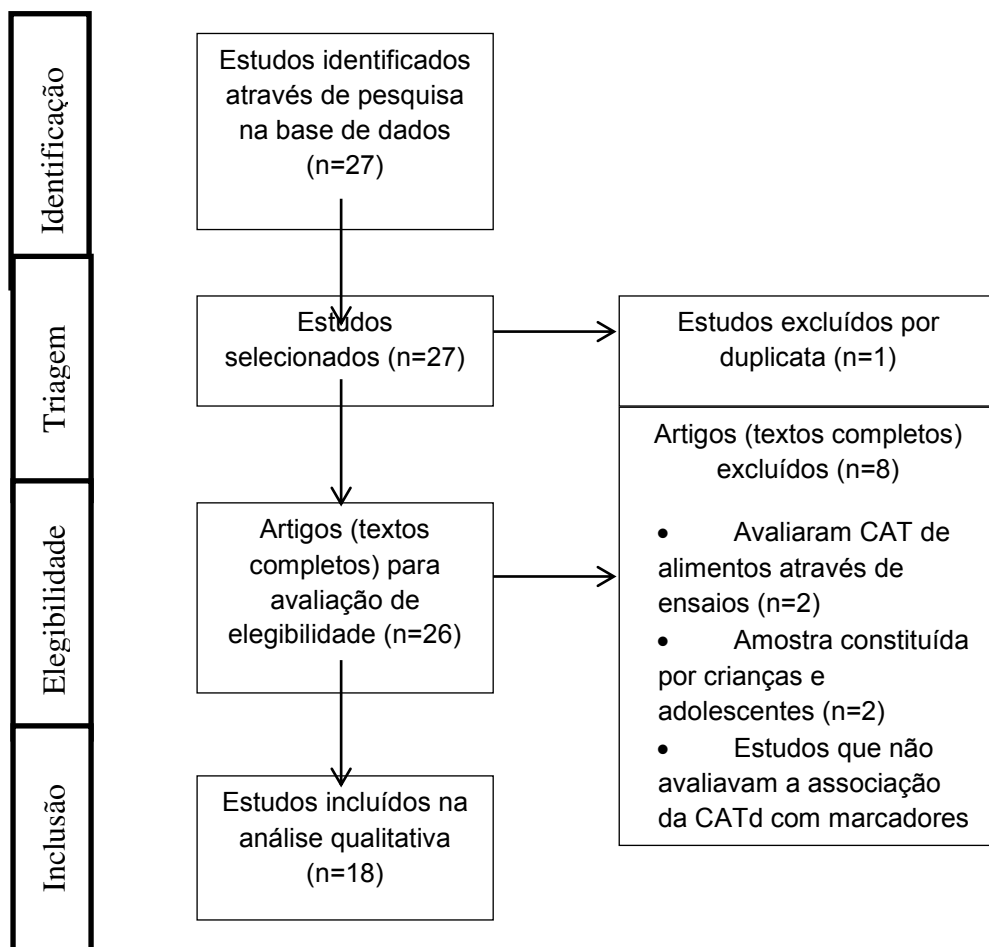 Identificação
Estudos identificados
através de pesquisa
na base de dados
(n=27)
Triagem
Estudos
selecionados (n=27)
Estudos excluídos por
duplicata (n=1)
Elegibilidade
Artigos (textos
completos) para
avaliação de
elegibilidade (n=26)
Artigos (textos completos)
excluídos (n=8)
• Avaliaram CAT de
alimentos através de
ensaios (n=2)
• Amostra constituída
por crianças e
adolescentes (n=2)
• Estudos que não
avaliavam a associação
da CATd com marcadores
Inclusão
Estudos incluídos na
análise qualitativa
(n=18)